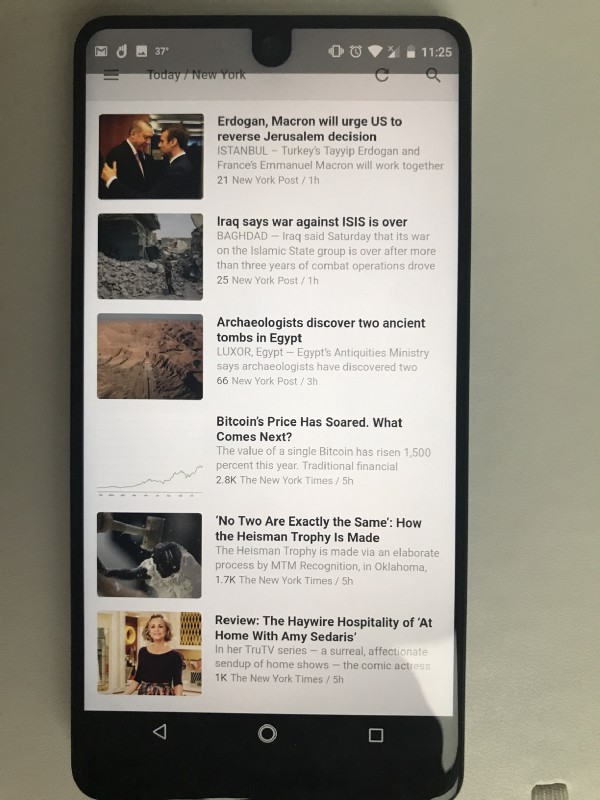 37°
11:25
Today / New York
Erdogan, Macron will urge US to
reverse Jerusalem decision
ISTANBUL – Turkey's Tayyip Erdogan and
France's Emmanuel Macron will work together
21 New York Post / 1h
Iraq says war against ISIS is over
BAGHDAD — Iraq said Saturday that its war
on the Islamic State group is over after more
than three years of combat operations drove
25 New York Post / 1h
Archaeologists discover two ancient
tombs in Egypt
LUXOR, Egypt — Egypt's Antiquities Ministry
says archaeologists have discovered two
66 New York Post / 3h
Bitcoin's Price Has Soared. What
Comes Next?
The value of a single Bitcoin has risen 1,500
percent this year. Traditional financial
2.8K The New York Times / 5h
'No Two Are Exactly the Same': How
the Heisman Trophy Is Made
The Heisman Trophy is made via an elaborate
process by MTM Recognition, in Oklahoma,
1.7K The New York Times / 5h
Review: The Haywire Hospitality of 'At
Home With Amy Sedaris'
In her TruTV series — a surreal, affectionate
sendup of home shows — the comic actress
1K The New York Times / 5h